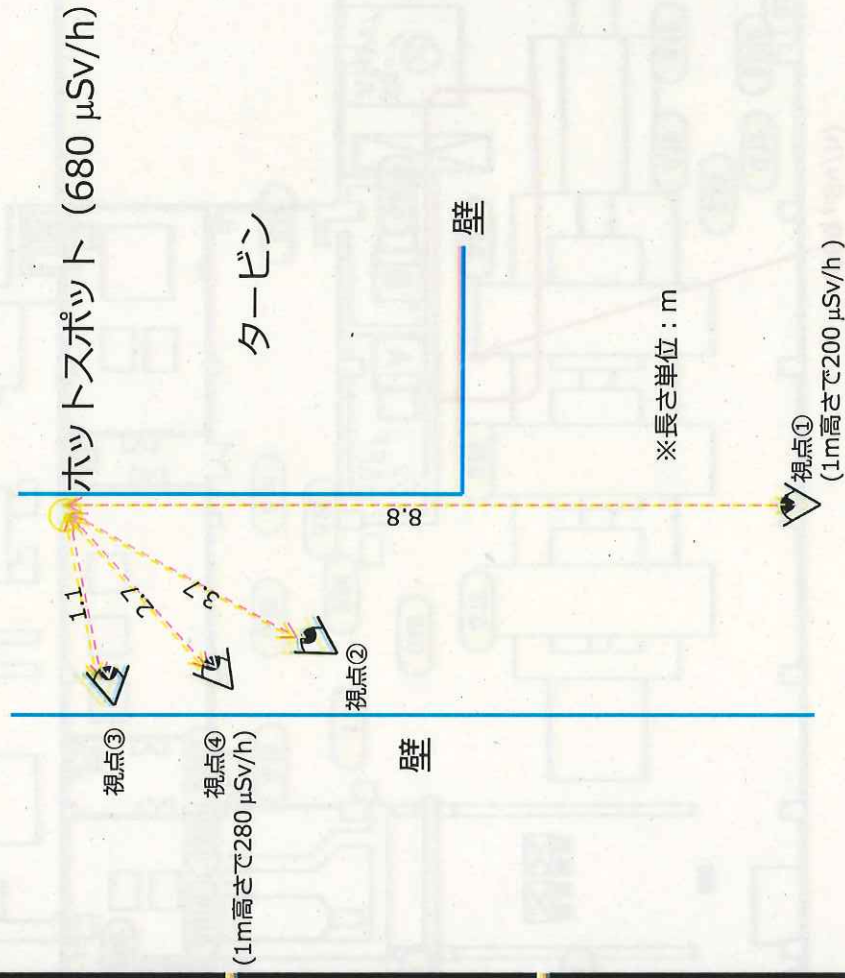 ホットスポット (680 μSv/h)
タービン
壁
1.1
2.7
3.7
8.8
視点③
視点④
(1m高さで280 μSv/h)
視点②
壁
※長さ単位：m
視点①
(1m高さで200 μSv/h )